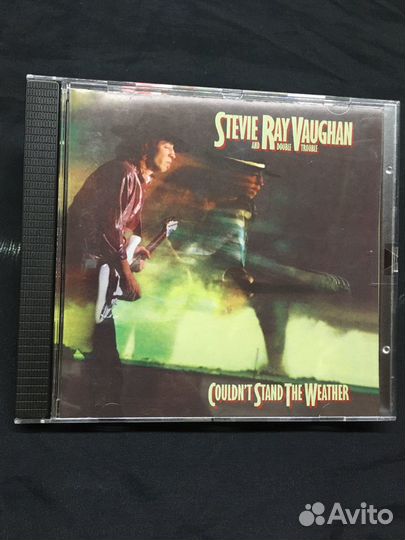 STEVIE RAY VAUGHAN
AND DOUBLE TROUBLE
COULDN'T STAND THE WEATHER
Avito